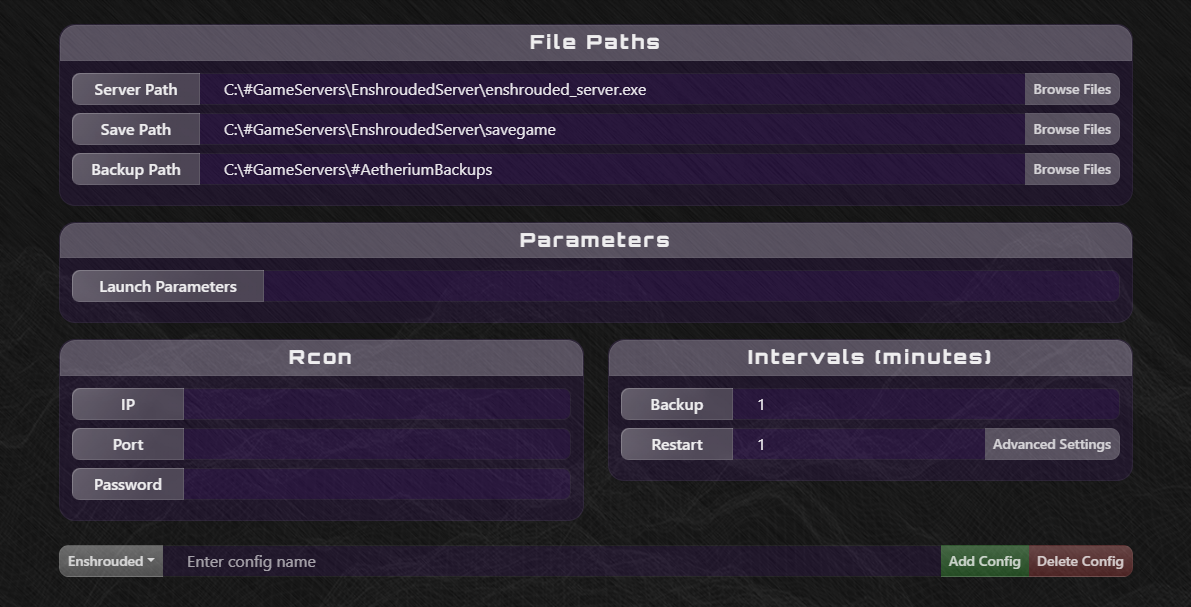 File Paths
Server Path C:\#GameServers\EnshroudedServer\enshrouded_server.exe Browse Files
Save Path C:\#GameServers\EnshroudedServer\savegame Browse Files
Backup Path C:\#GameServers\#AetheriumBackups Browse Files
Parameters
Launch Parameters
Rcon
IP
Port
Password
Intervals (minutes)
Backup 1
Restart 1 Advanced Settings
Enshrouded Enter config name Add Config Delete Config